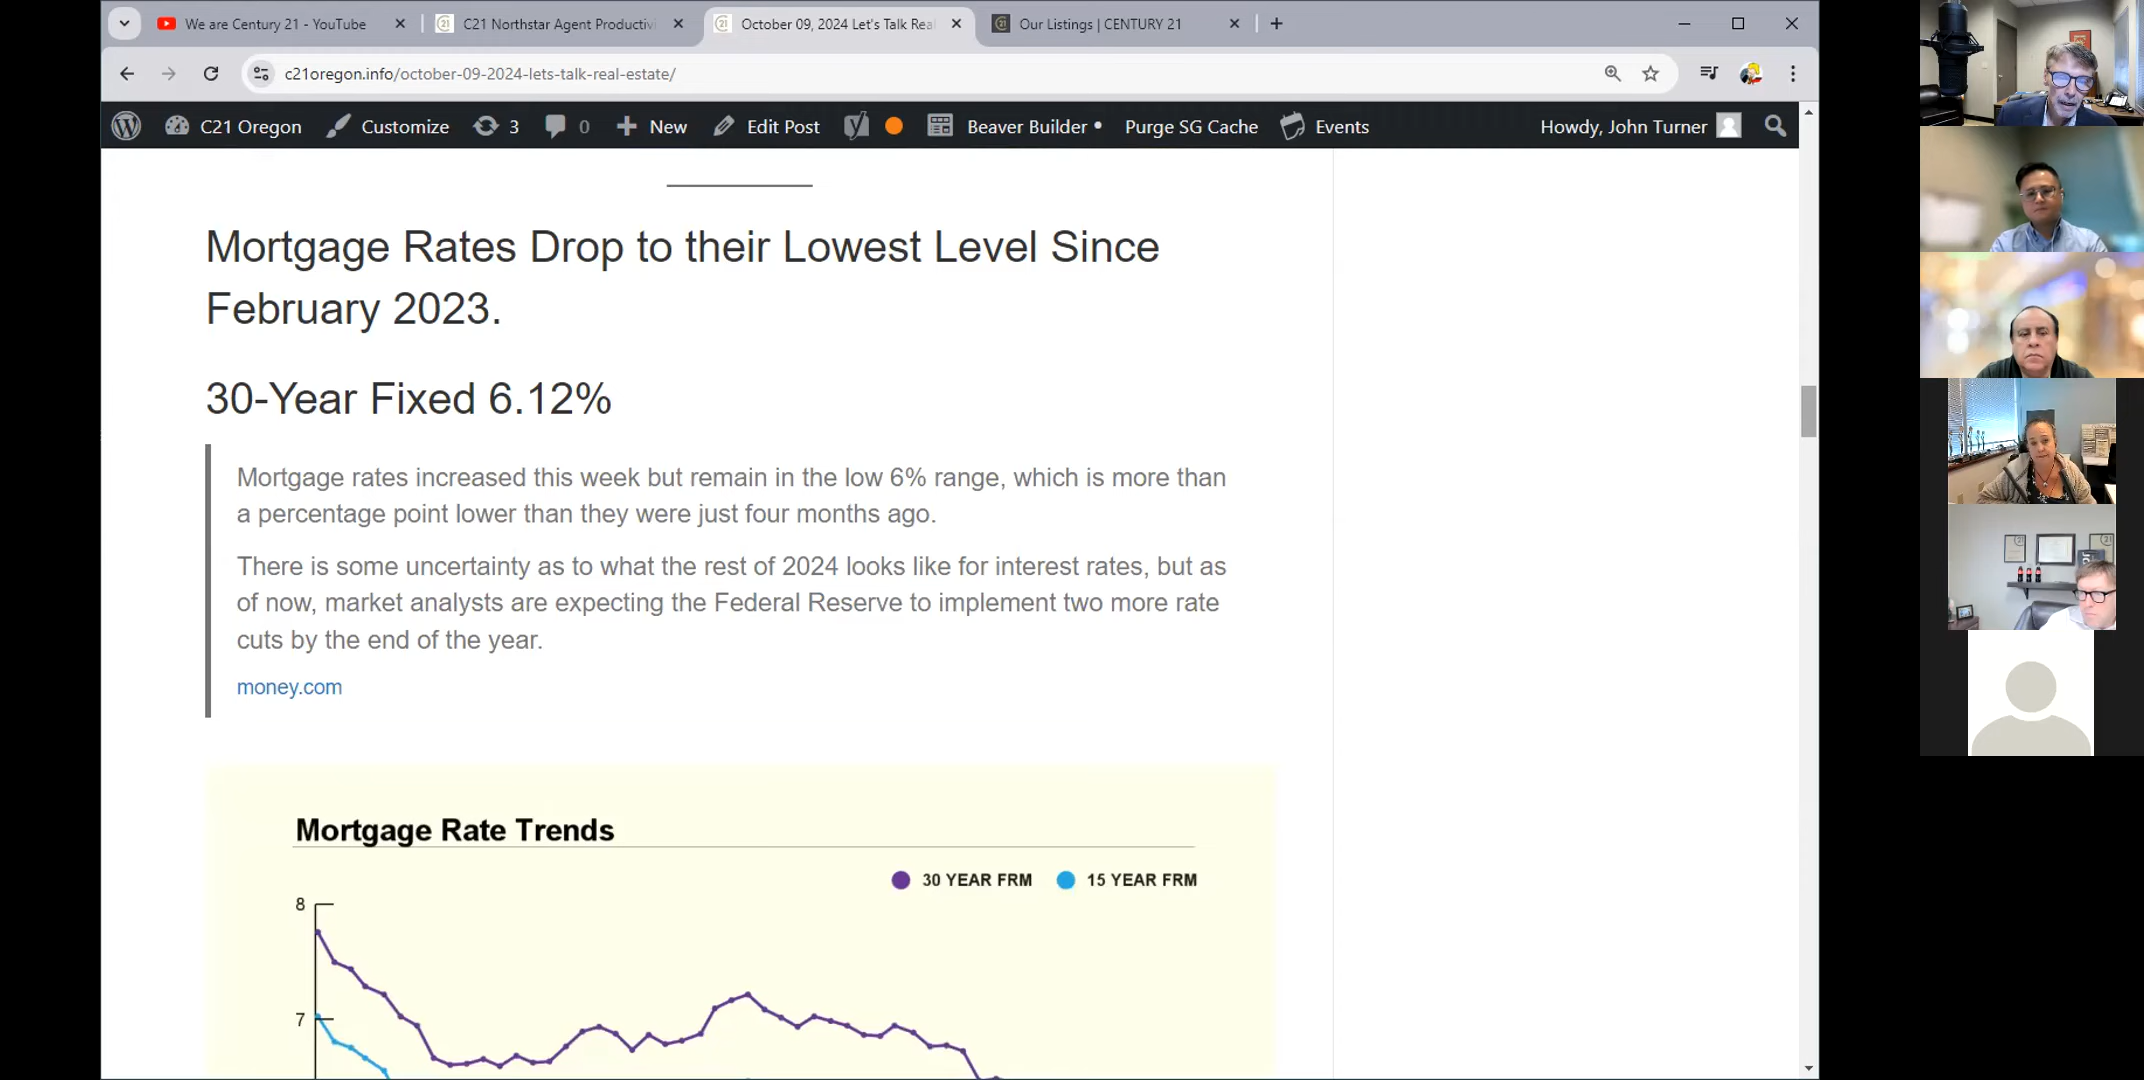 We are Century 21 - YouTube
C21 Northstar Agent Productivi
October 09, 2024 Let's Talk Rea
Our Listings | CENTURY 21
c21oregon.info/october-09-2024-lets-talk-real-estate/
C21 Oregon
Customize
3
0
New
Edit Post
Beaver Builder
Purge SG Cache
Events
Howdy, John Turner
Mortgage Rates Drop to their Lowest Level Since
February 2023.
30-Year Fixed 6.12%
Mortgage rates increased this week but remain in the low 6% range, which is more than
a percentage point lower than they were just four months ago.
There is some uncertainty as to what the rest of 2024 looks like for interest rates, but as
of now, market analysts are expecting the Federal Reserve to implement two more rate
cuts by the end of the year.
money.com
Mortgage Rate Trends
30 YEAR FRM
15 YEAR FRM
8
7